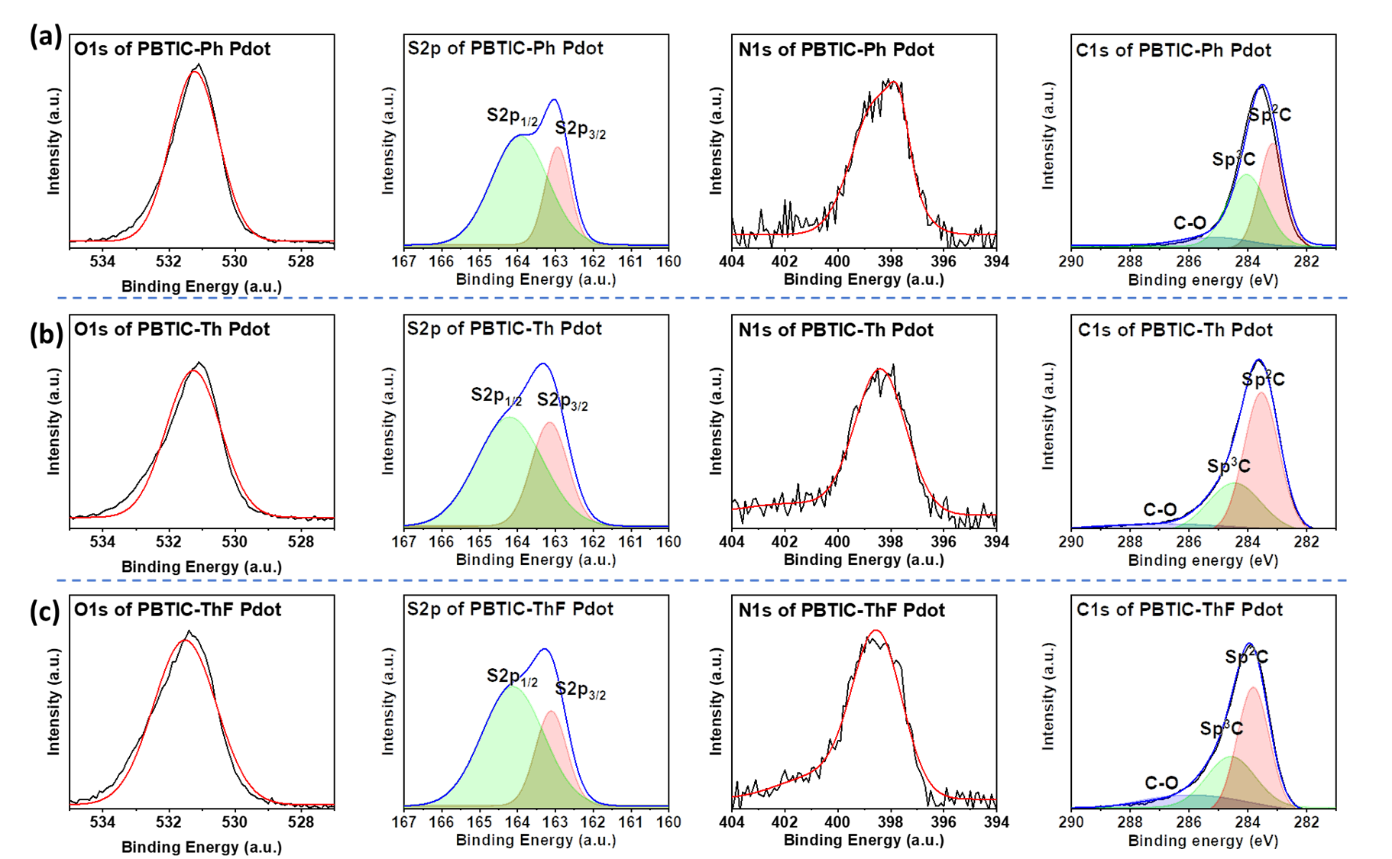 (a)
O1s of PBTIC-Ph Pdot
Intensity (a.u.)
534 532 530 528
Binding Energy (a.u.)
S2p of PBTIC-Ph Pdot
S2p1/2
S2p3/2
Intensity (a.u.)
167 166 165 164 163 162 161 160
Binding Energy (a.u.)
N1s of PBTIC-Ph Pdot
Intensity (a.u.)
404 402 400 398 396 394
Binding Energy (a.u.)
C1s of PBTIC-Ph Pdot
Sp2C
Sp3C
C-O
Intensity (a.u.)
290 288 286 284 282
Binding energy (eV)
(b)
O1s of PBTIC-Th Pdot
Intensity (a.u.)
534 532 530 528
Binding Energy (a.u.)
S2p of PBTIC-Th Pdot
S2p1/2
S2p3/2
Intensity (a.u.)
167 166 165 164 163 162 161 160
Binding Energy (a.u.)
N1s of PBTIC-Th Pdot
Intensity (a.u.)
404 402 400 398 396 394
Binding Energy (a.u.)
C1s of PBTIC-Th Pdot
Sp2C
Sp3C
C-O
Intensity (a.u.)
290 288 286 284 282
Binding energy (eV)
(c)
O1s of PBTIC-ThF Pdot
Intensity (a.u.)
534 532 530 528
Binding Energy (a.u.)
S2p of PBTIC-ThF Pdot
S2p1/2
S2p3/2
Intensity (a.u.)
167 166 165 164 163 162 161 160
Binding Energy (a.u.)
N1s of PBTIC-ThF Pdot
Intensity (a.u.)
404 402 400 398 396 394
Binding Energy (a.u.)
C1s of PBTIC-ThF Pdot
Sp2C
Sp3C
C-O
Intensity (a.u.)
290 288 286 284 282
Binding energy (eV)